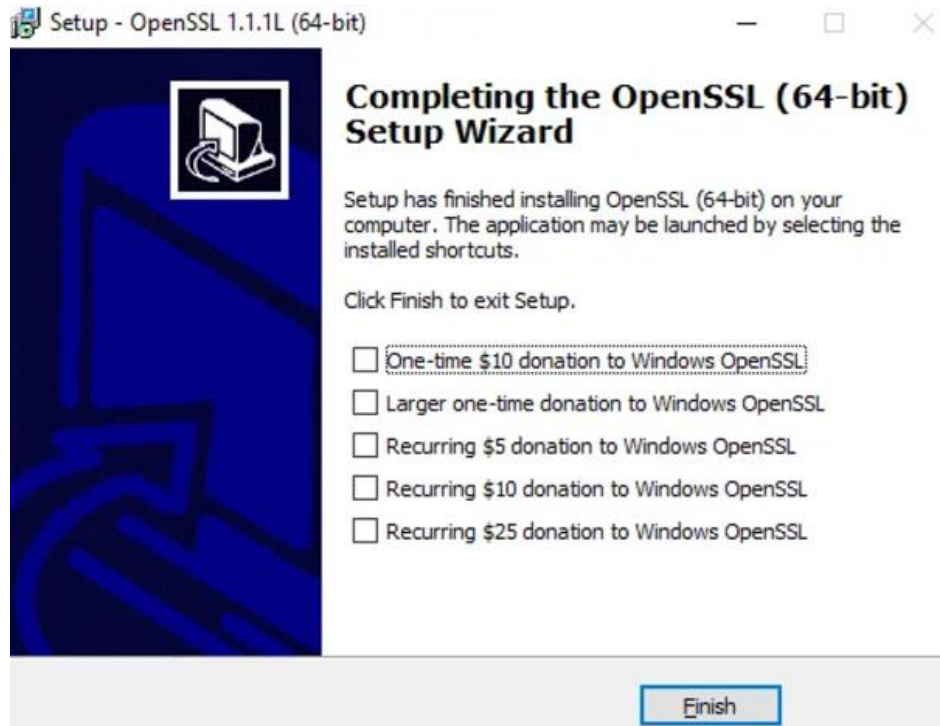 Setup - OpenSSL 1.1.1L (64-bit)
Completing the OpenSSL (64-bit)
Setup Wizard
Setup has finished installing OpenSSL (64-bit) on your
computer. The application may be launched by selecting the
installed shortcuts.
Click Finish to exit Setup.
One-time $10 donation to Windows OpenSSL
Larger one-time donation to Windows OpenSSL
Recurring $5 donation to Windows OpenSSL
Recurring $10 donation to Windows OpenSSL
Recurring $25 donation to Windows OpenSSL
Finish